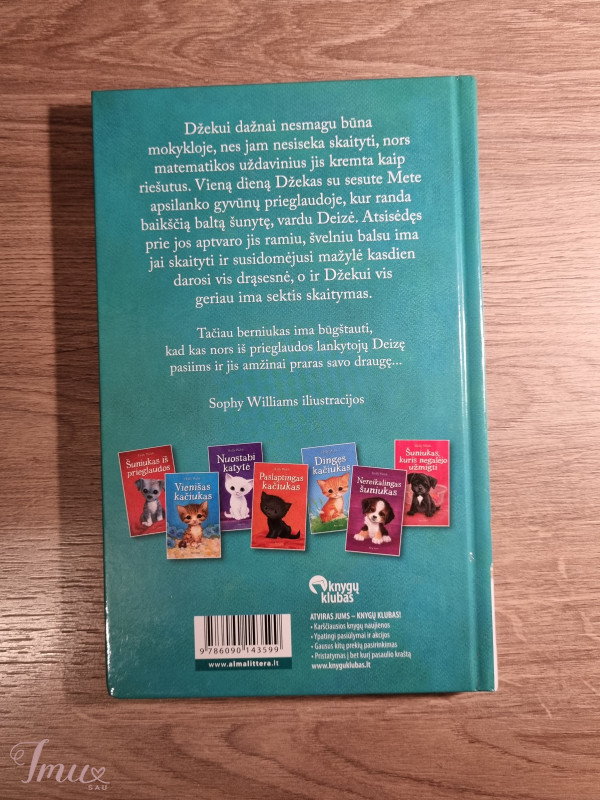 Džekui dažnai nesmagu būna
mokykloje, nes jam nesiseka skaityti, nors
matematikos uždavinius jis kremta kaip
riešutus. Vieną dieną Džekas su sesute Mete
apsilanko gyvūnų prieglaudoje, kur randa
baikščią baltą šunytę, vardu Deizė. Atsisėdęs
prie jos aptvaro jis ramiu, švelniu balsu ima
jai skaityti ir susidomėjusi mažylė kasdien
darosi vis drąsesnė, o ir Džekui vis
geriau ima sektis skaitymas.
Tačiau berniukas ima būgštauti,
kad kas nors iš prieglaudos lankytojų Deizę
pasiims ir jis amžinai praras savo draugę...
Sophy Williams iliustracijos
Šuniukas iš
prieglaudos
Vienišas
kačiukas
Nuostabi
katytė
Paslaptingas
kačiukas
Dingęs
kačiukas
Nereikalingas
šuniukas
Šuniukas,
kuris negalėjo
užmigti
knygų
klubas
ATVIRAS JUMS – KNYGŲ KLUBAS!
• Karščiausios knygų naujienos
• Ypatingi pasiūlymai ir akcijos
• Gausus kitų prekių pasirinkimas
• Pristatymas į bet kurį pasaulio kraštą
www.knyguklubas.lt
9 786090 143599
www.almalittera.lt
Imu
SAU